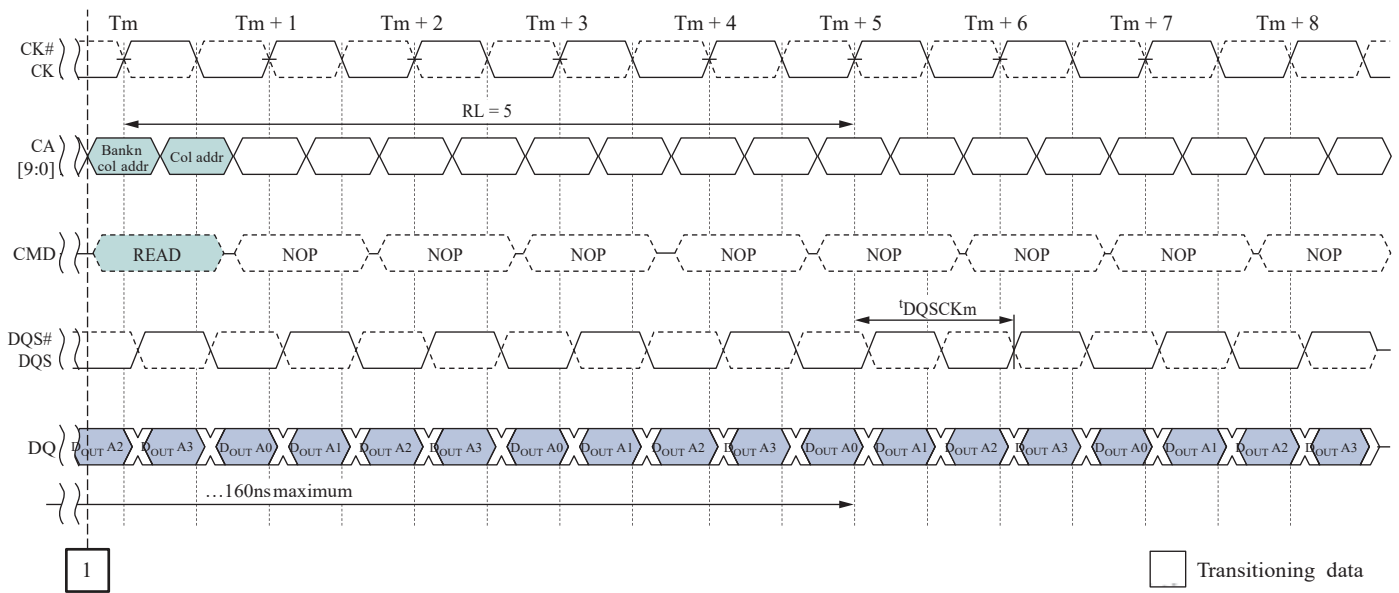 Tm Tm + 1 Tm + 2 Tm + 3 Tm + 4 Tm + 5 Tm + 6 Tm + 7 Tm + 8
CK#
CK
RL = 5
CA
[9:0]
Bankn
col addr
Col addr
CMD READ NOP NOP NOP NOP NOP NOP NOP NOP
tDQSCKm
DQS#
DQS
DQ DOUT A2 DOUT A3 DOUT A0 DOUT A1 DOUT A2 DOUT A3 DOUT A0 DOUT A1 DOUT A2 DOUT A3 DOUT A0 DOUT A1 DOUT A2 DOUT A3 DOUT A0 DOUT A1 DOUT A2 DOUT A3
…160ns maximum
1
Transitioning data